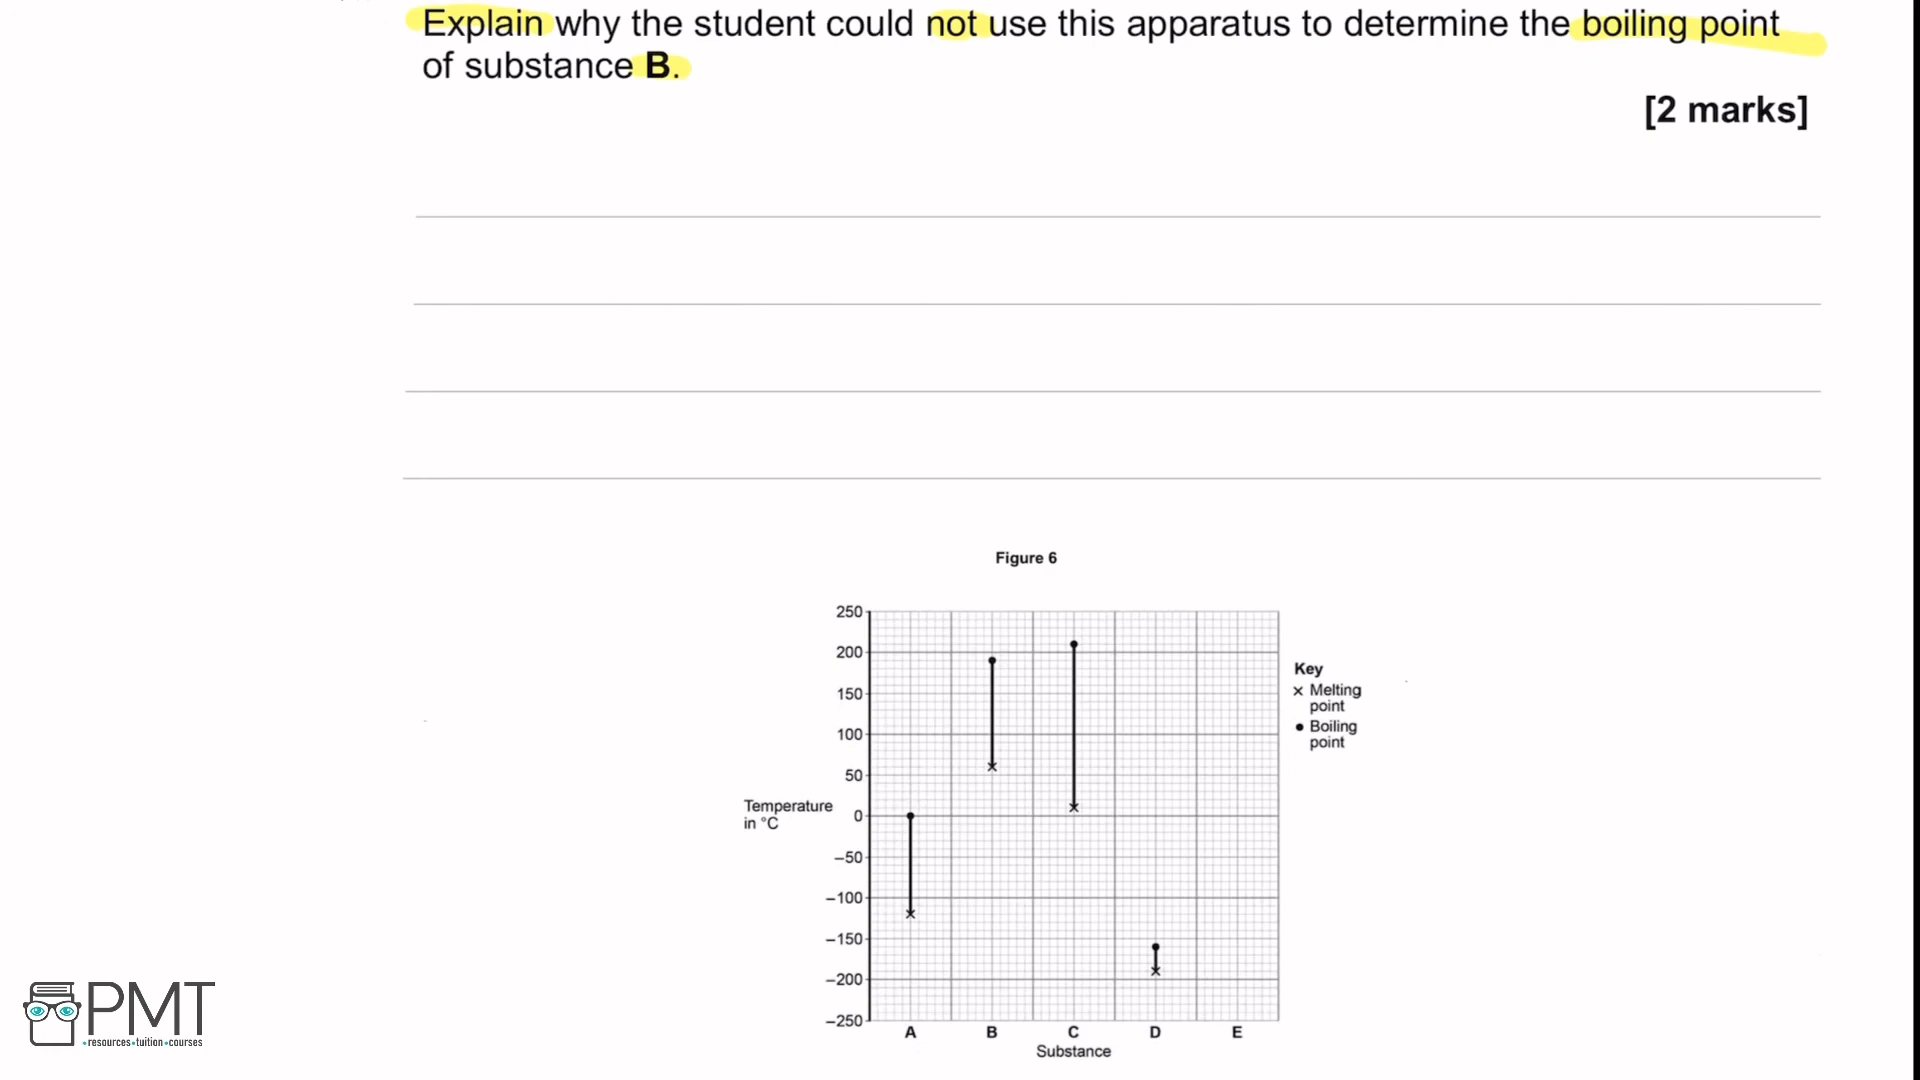 Explain why the student could not use this apparatus to determine the boiling point
of substance B.
[2 marks]
Figure 6
250
200
150
100
50
0
–50
–100
–150
–200
–250
Temperature
in °C
A B C D E
Substance
Key
× Melting
point
● Boiling
point
PMT
•resources•tuition•courses